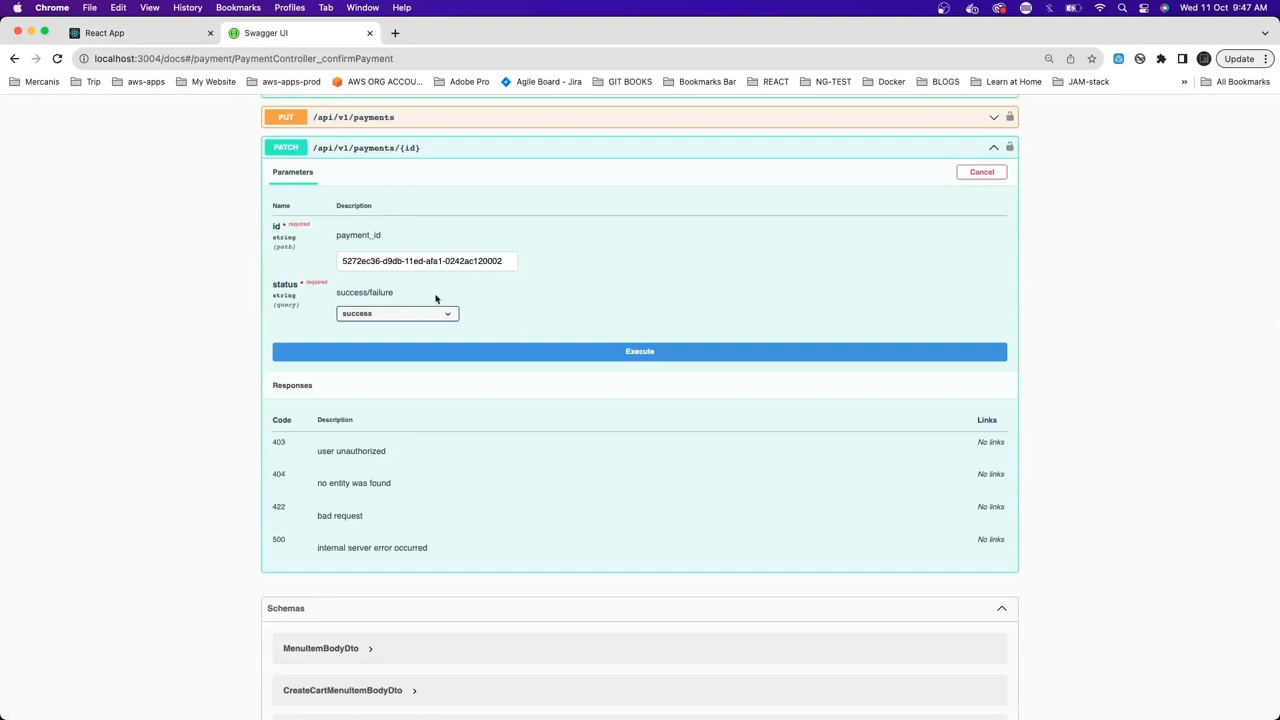 Chrome File Edit View History Bookmarks Profiles Tab Window Help Wed 11 Oct 9:47 AM
React App Swagger UI
localhost:3004/docs#/payment/PaymentController_confirmPayment Update
Mercanis Trip aws-apps My Website aws-apps-prod AWS ORG ACCOU... Adobe Pro Agile Board - Jira GIT BOOKS Bookmarks Bar REACT NG-TEST Docker BLOGS Learn at Home JAM-stack » All Bookmarks
PUT /api/v1/payments
PATCH /api/v1/payments/{id}
Parameters Cancel
Name Description
id * required payment_id
string
(path)
5272ec36-d9db-11ed-afa1-0242ac120002
status * required success/failure
string
(query)
success
Execute
Responses
Code Description Links
403 user unauthorized No links
404 no entity was found No links
422 bad request No links
500 internal server error occurred No links
Schemas
MenuItemBodyDto
CreateCartMenuItemBodyDto